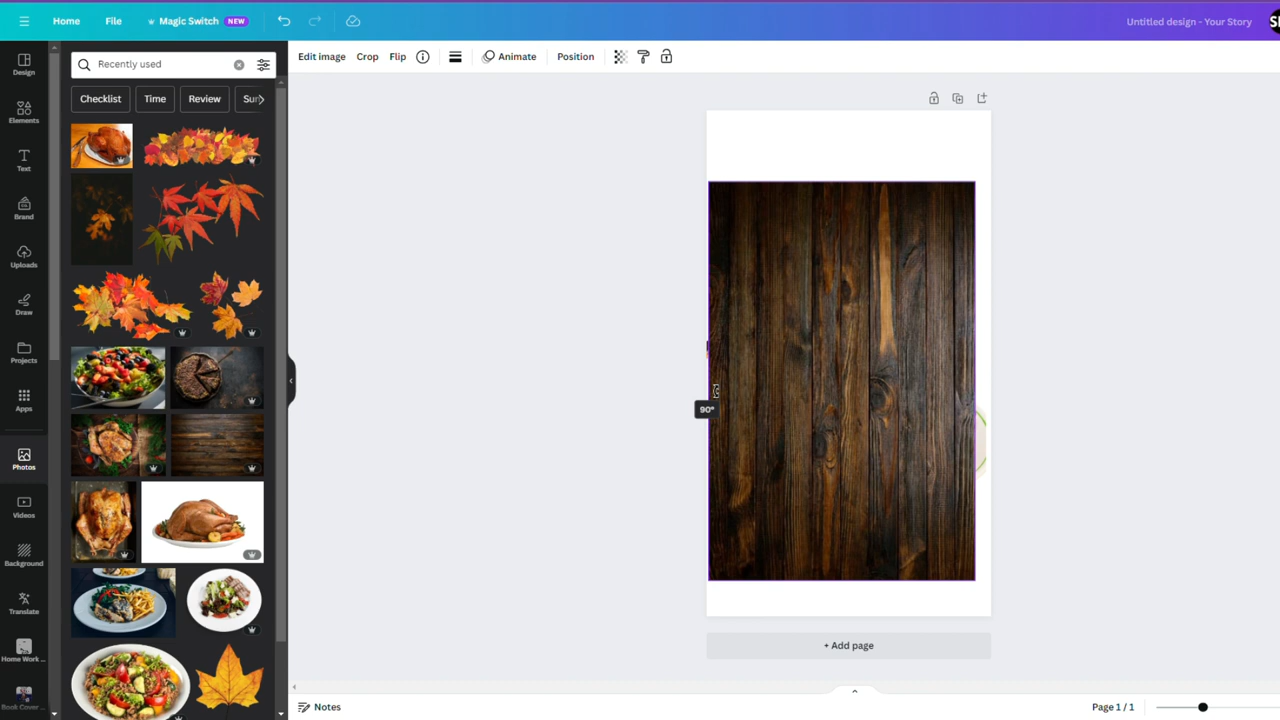 Home File Magic Switch NEW Untitled design - Your Story
Design
Elements
Text
Brand
Uploads
Draw
Projects
Apps
Photos
Videos
Background
Translate
Home Work ...
Book Cover ...
Recently used
Checklist Time Review
Edit image Crop Flip Animate Position
90°
+ Add page
Notes Page 1 / 1